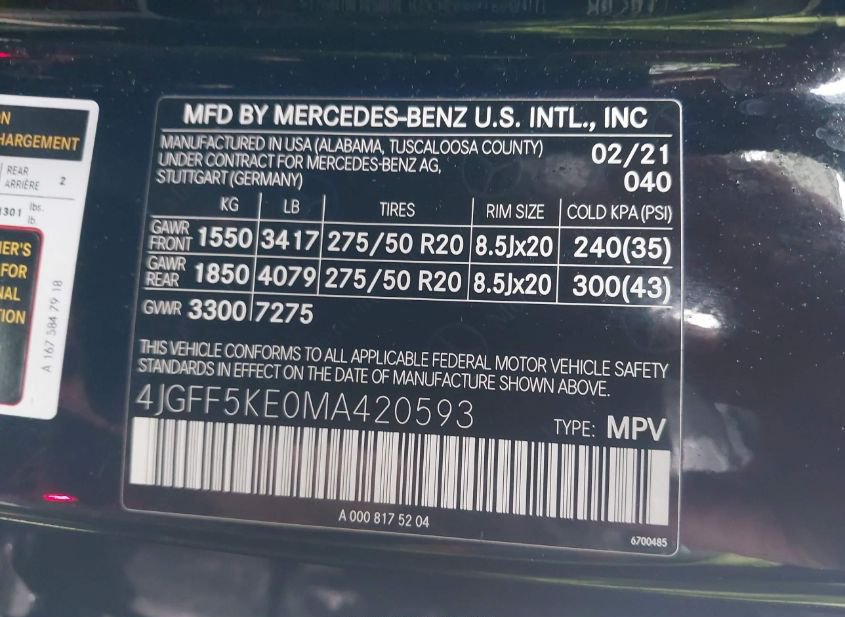 MFD BY MERCEDES-BENZ U.S. INTL., INC
MANUFACTURED IN USA (ALABAMA, TUSCALOOSA COUNTY) 02/21
UNDER CONTRACT FOR MERCEDES-BENZ AG,
STUTTGART (GERMANY) 040
KG LB TIRES RIM SIZE COLD KPA (PSI)
GAWR FRONT 1550 3417 275/50 R20 8.5Jx20 240(35)
GAWR REAR 1850 4079 275/50 R20 8.5Jx20 300(43)
GVWR 3300 7275
THIS VEHICLE CONFORMS TO ALL APPLICABLE FEDERAL MOTOR VEHICLE SAFETY
STANDARDS IN EFFECT ON THE DATE OF MANUFACTURE SHOWN ABOVE.
4JGFF5KE0MA420593
TYPE: MPV
A 000 817 52 04
6700485
REAR
ARRIÈRE 2
lbs.
lb.
FOR
A 167 584 79 18